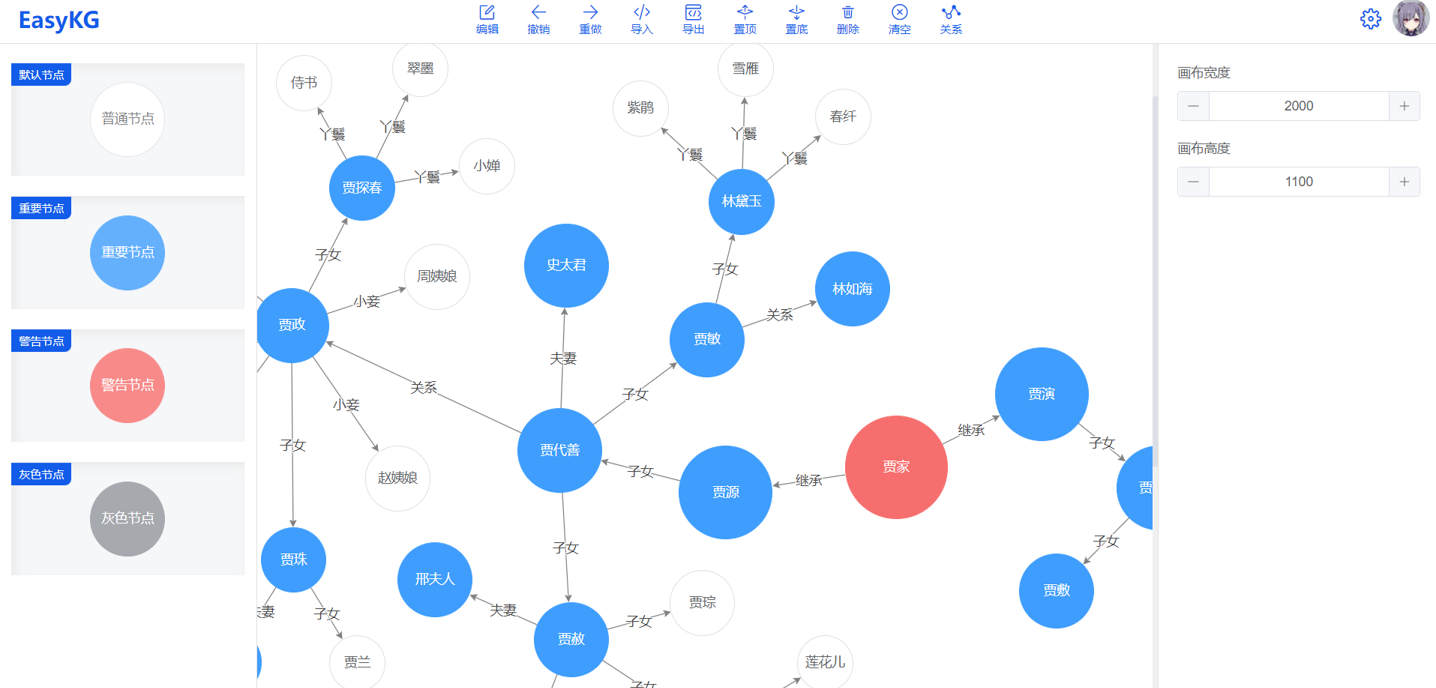 EasyKG
编辑
撤销
重做
导入
导出
置顶
置底
删除
清空
关系
默认节点
普通节点
重要节点
重要节点
警告节点
警告节点
灰色节点
灰色节点
侍书
翠墨
雪雁
紫鹃
春纤
丫鬟
丫鬟
丫鬟
丫鬟
丫鬟
小婵
丫鬟
贾探春
林黛玉
子女
史太君
子女
周姨娘
小妾
林如海
关系
贾政
贾敏
夫妻
关系
子女
小妾
贾演
继承
子女
子女
贾代善
赵姨娘
子女
贾源
继承
贾家
贾
子女
子女
贾珠
邢夫人
贾敷
夫妻
子女
夫妻
子女
贾琮
贾赦
贾兰
莲花儿
子女
画布宽度
2000
画布高度
1100